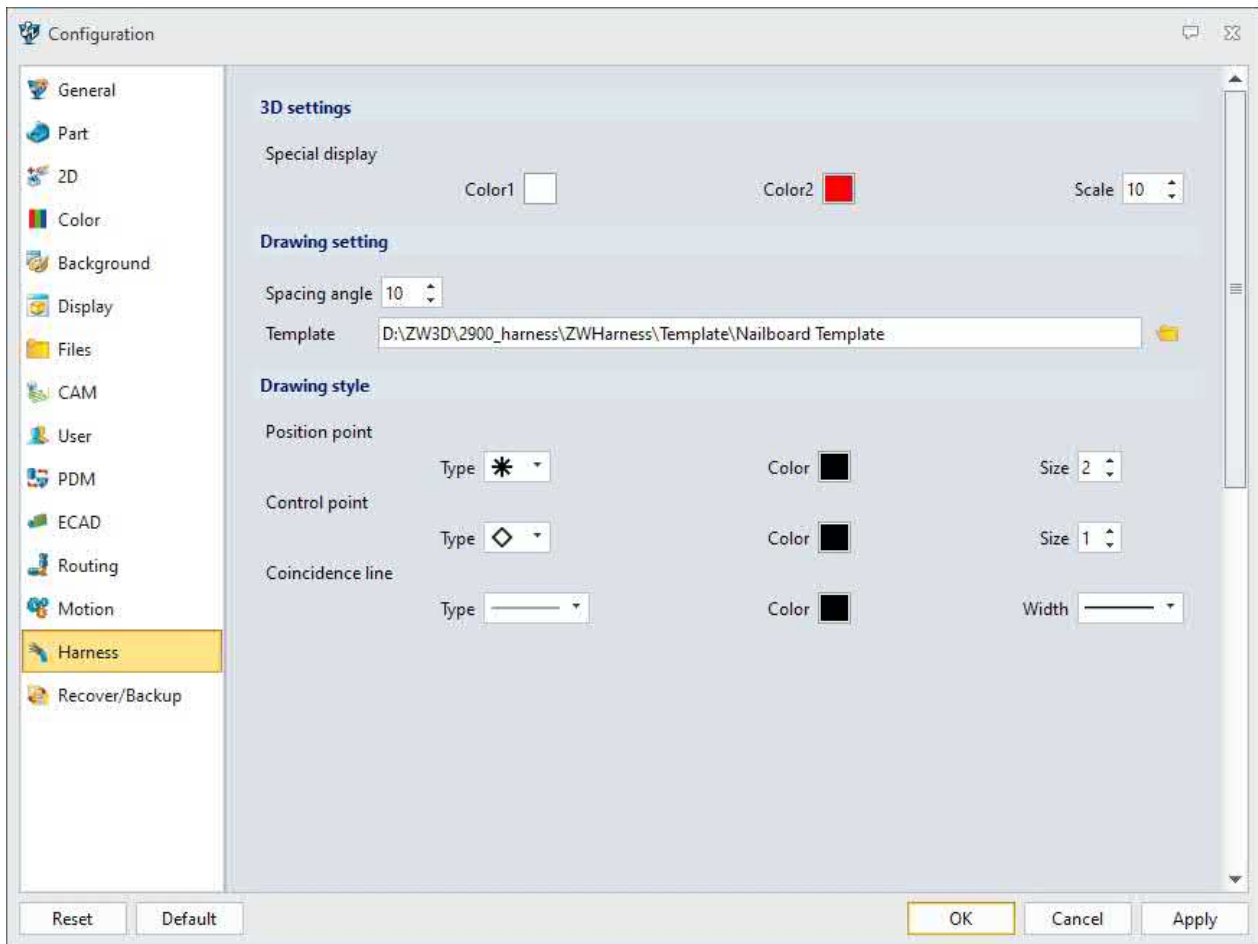 Configuration
General
Part
2D
Color
Background
Display
Files
CAM
User
PDM
ECAD
Routing
Motion
Harness
Recover/Backup
3D settings
Special display
Color1 Color2 Scale 10
Drawing setting
Spacing angle 10
Template D:\ZW3D\2900_harness\ZWHarness\Template\Nailboard Template
Drawing style
Position point
Type Color Size 2
Control point
Type Color Size 1
Coincidence line
Type Color Width
Reset Default OK Cancel Apply